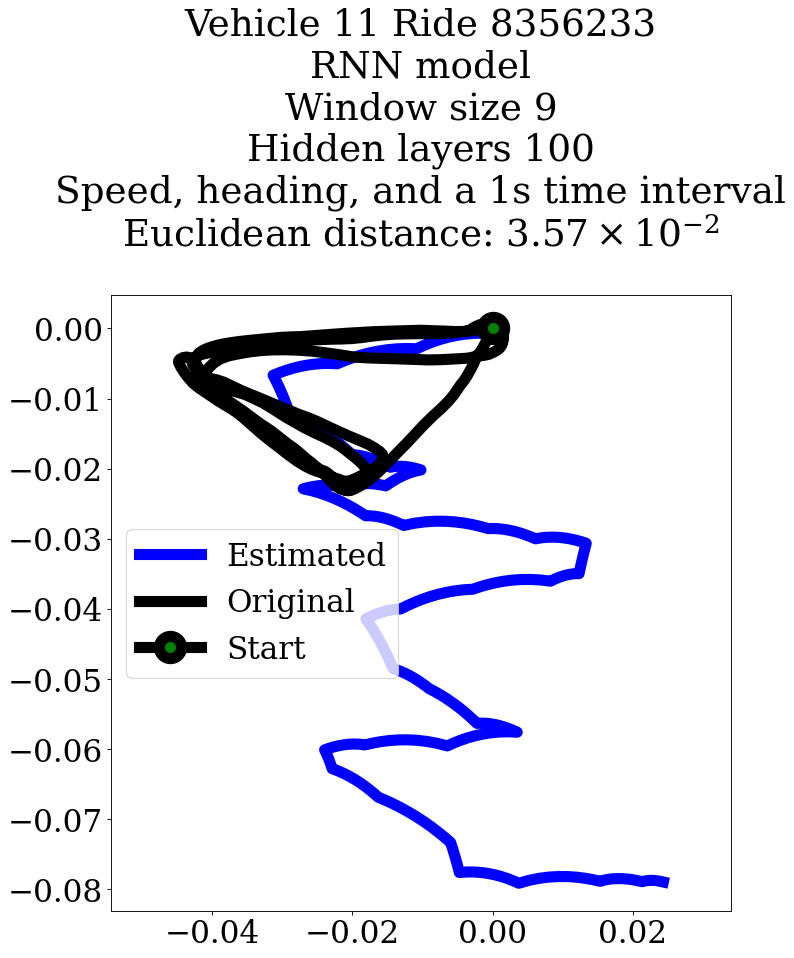 Vehicle 11 Ride 8356233
RNN model
Window size 9
Hidden layers 100
Speed, heading, and a 1s time interval
Euclidean distance: 3.57 × 10⁻²
0.00
−0.01
−0.02
−0.03
−0.04
−0.05
−0.06
−0.07
−0.08
Estimated
Original
Start
−0.04 −0.02 0.00 0.02